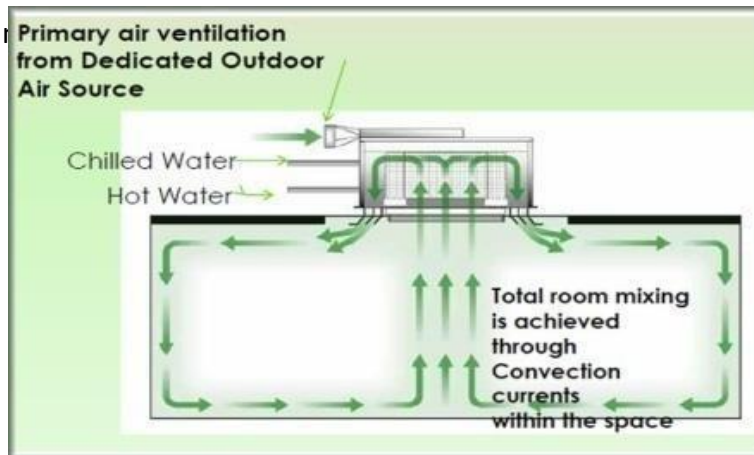 Primary air ventilation
from Dedicated Outdoor
Air Source
Chilled Water
Hot Water
Total room mixing
is achieved
through
Convection
currents
within the space